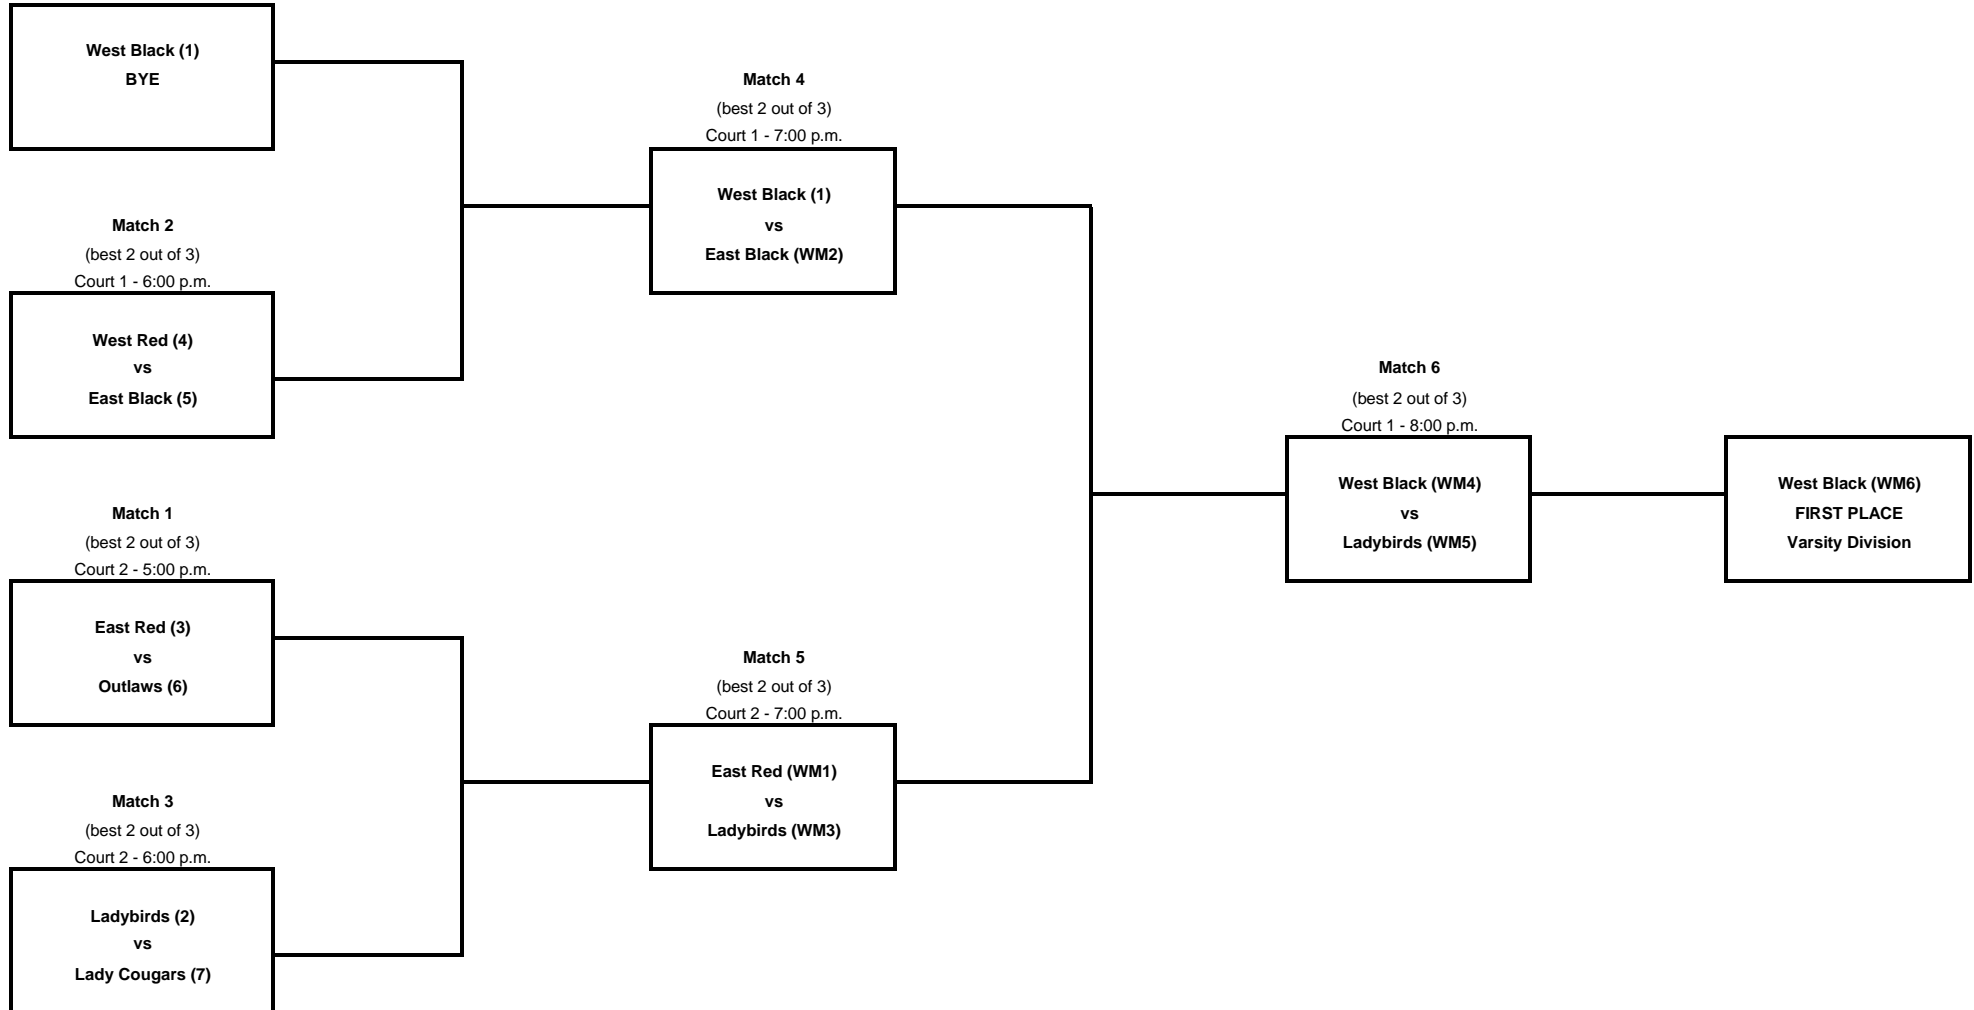 West Black (1)
BYE
Match 2
(best 2 out of 3)
Court 1 - 6:00 p.m.
West Red (4)
vs
East Black (5)
Match 1
(best 2 out of 3)
Court 2 - 5:00 p.m.
East Red (3)
vs
Outlaws (6)
Match 3
(best 2 out of 3)
Court 2 - 6:00 p.m.
Ladybirds (2)
vs
Lady Cougars (7)
Match 4
(best 2 out of 3)
Court 1 - 7:00 p.m.
West Black (1)
vs
East Black (WM2)
Match 5
(best 2 out of 3)
Court 2 - 7:00 p.m.
East Red (WM1)
vs
Ladybirds (WM3)
Match 6
(best 2 out of 3)
Court 1 - 8:00 p.m.
West Black (WM4)
vs
Ladybirds (WM5)
West Black (WM6)
FIRST PLACE
Varsity Division